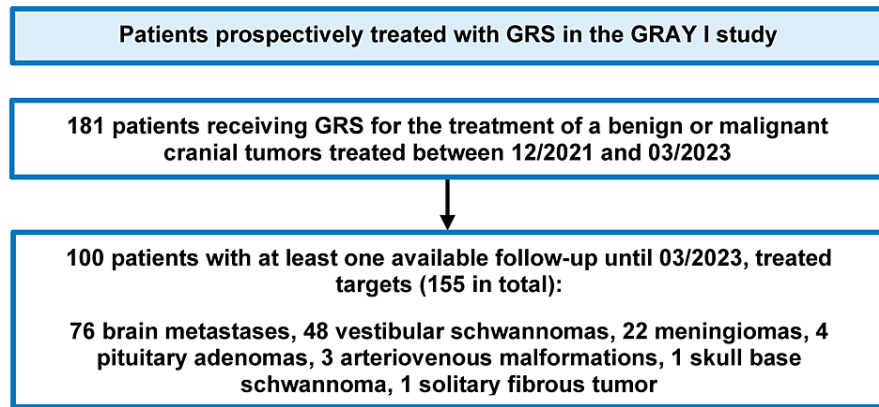 Patients prospectively treated with GRS in the GRAY I study
181 patients receiving GRS for the treatment of a benign or malignant
cranial tumors treated between 12/2021 and 03/2023
100 patients with at least one available follow-up until 03/2023, treated
targets (155 in total):
76 brain metastases, 48 vestibular schwannomas, 22 meningiomas, 4
pituitary adenomas, 3 arteriovenous malformations, 1 skull base
schwannoma, 1 solitary fibrous tumor